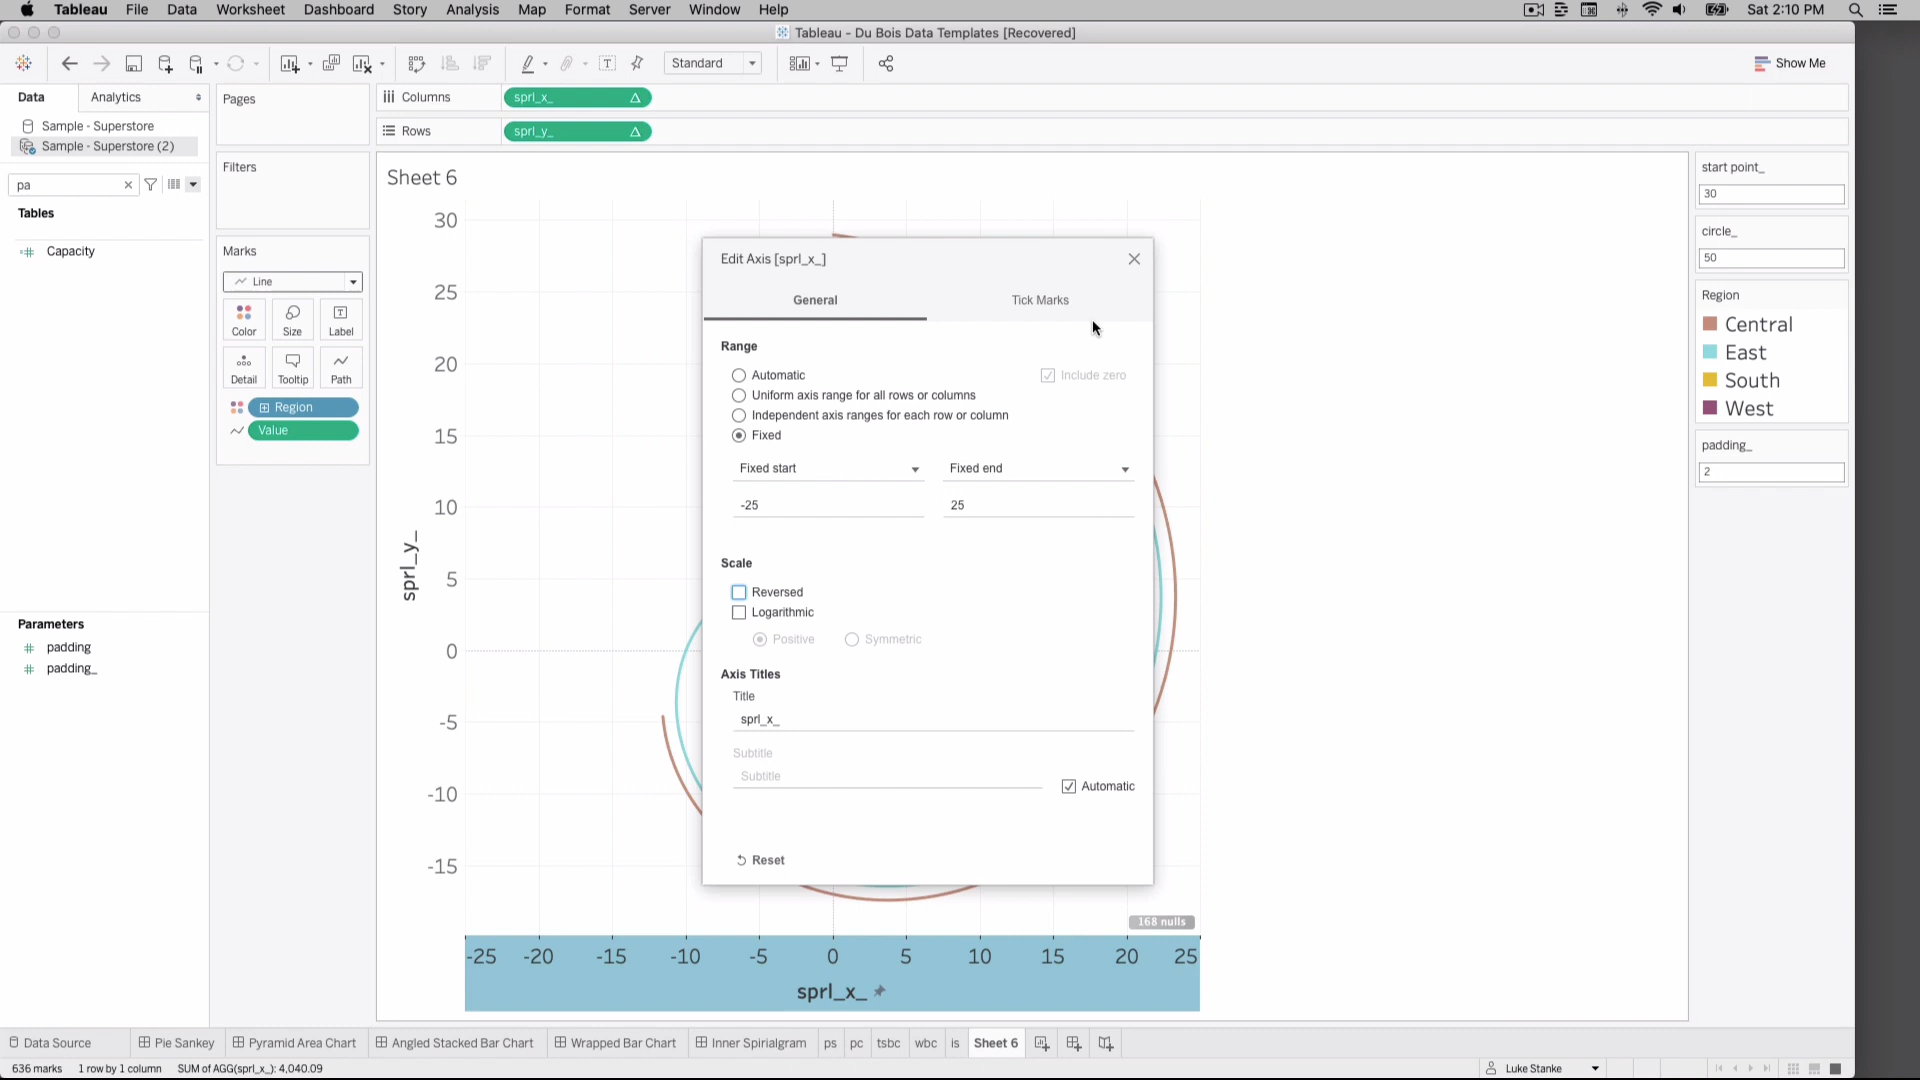 Tableau File Data Worksheet Dashboard Story Analysis Map Format Server Window Help Sat 2:10 PM
Tableau - Du Bois Data Templates [Recovered]
Standard Show Me
Data Analytics
Sample - Superstore
Sample - Superstore (2)
pa
Tables
Capacity
Parameters
padding
padding_
Pages
Filters
Marks
Line
Color Size Label
Detail Tooltip Path
Region
Value
Columns sprl_x_
Rows sprl_y_
Sheet 6
30
25
20
15
10
5
0
-5
-10
-15
sprl_y_
Edit Axis [sprl_x_]
General Tick Marks
Range
Automatic Include zero
Uniform axis range for all rows or columns
Independent axis ranges for each row or column
Fixed
Fixed start Fixed end
-25 25
Scale
Reversed
Logarithmic
Positive Symmetric
Axis Titles
Title
sprl_x_
Subtitle
Subtitle Automatic
Reset
168 nulls
-25 -20 -15 -10 -5 0 5 10 15 20 25
sprl_x_
start point_
30
circle_
50
Region
Central
East
South
West
padding_
2
Data Source Pie Sankey Pyramid Area Chart Angled Stacked Bar Chart Wrapped Bar Chart Inner Spirialgram ps pc tsbc wbc is Sheet 6
636 marks 1 row by 1 column SUM of AGG(sprl_x_): 4,040.09 Luke Stanke